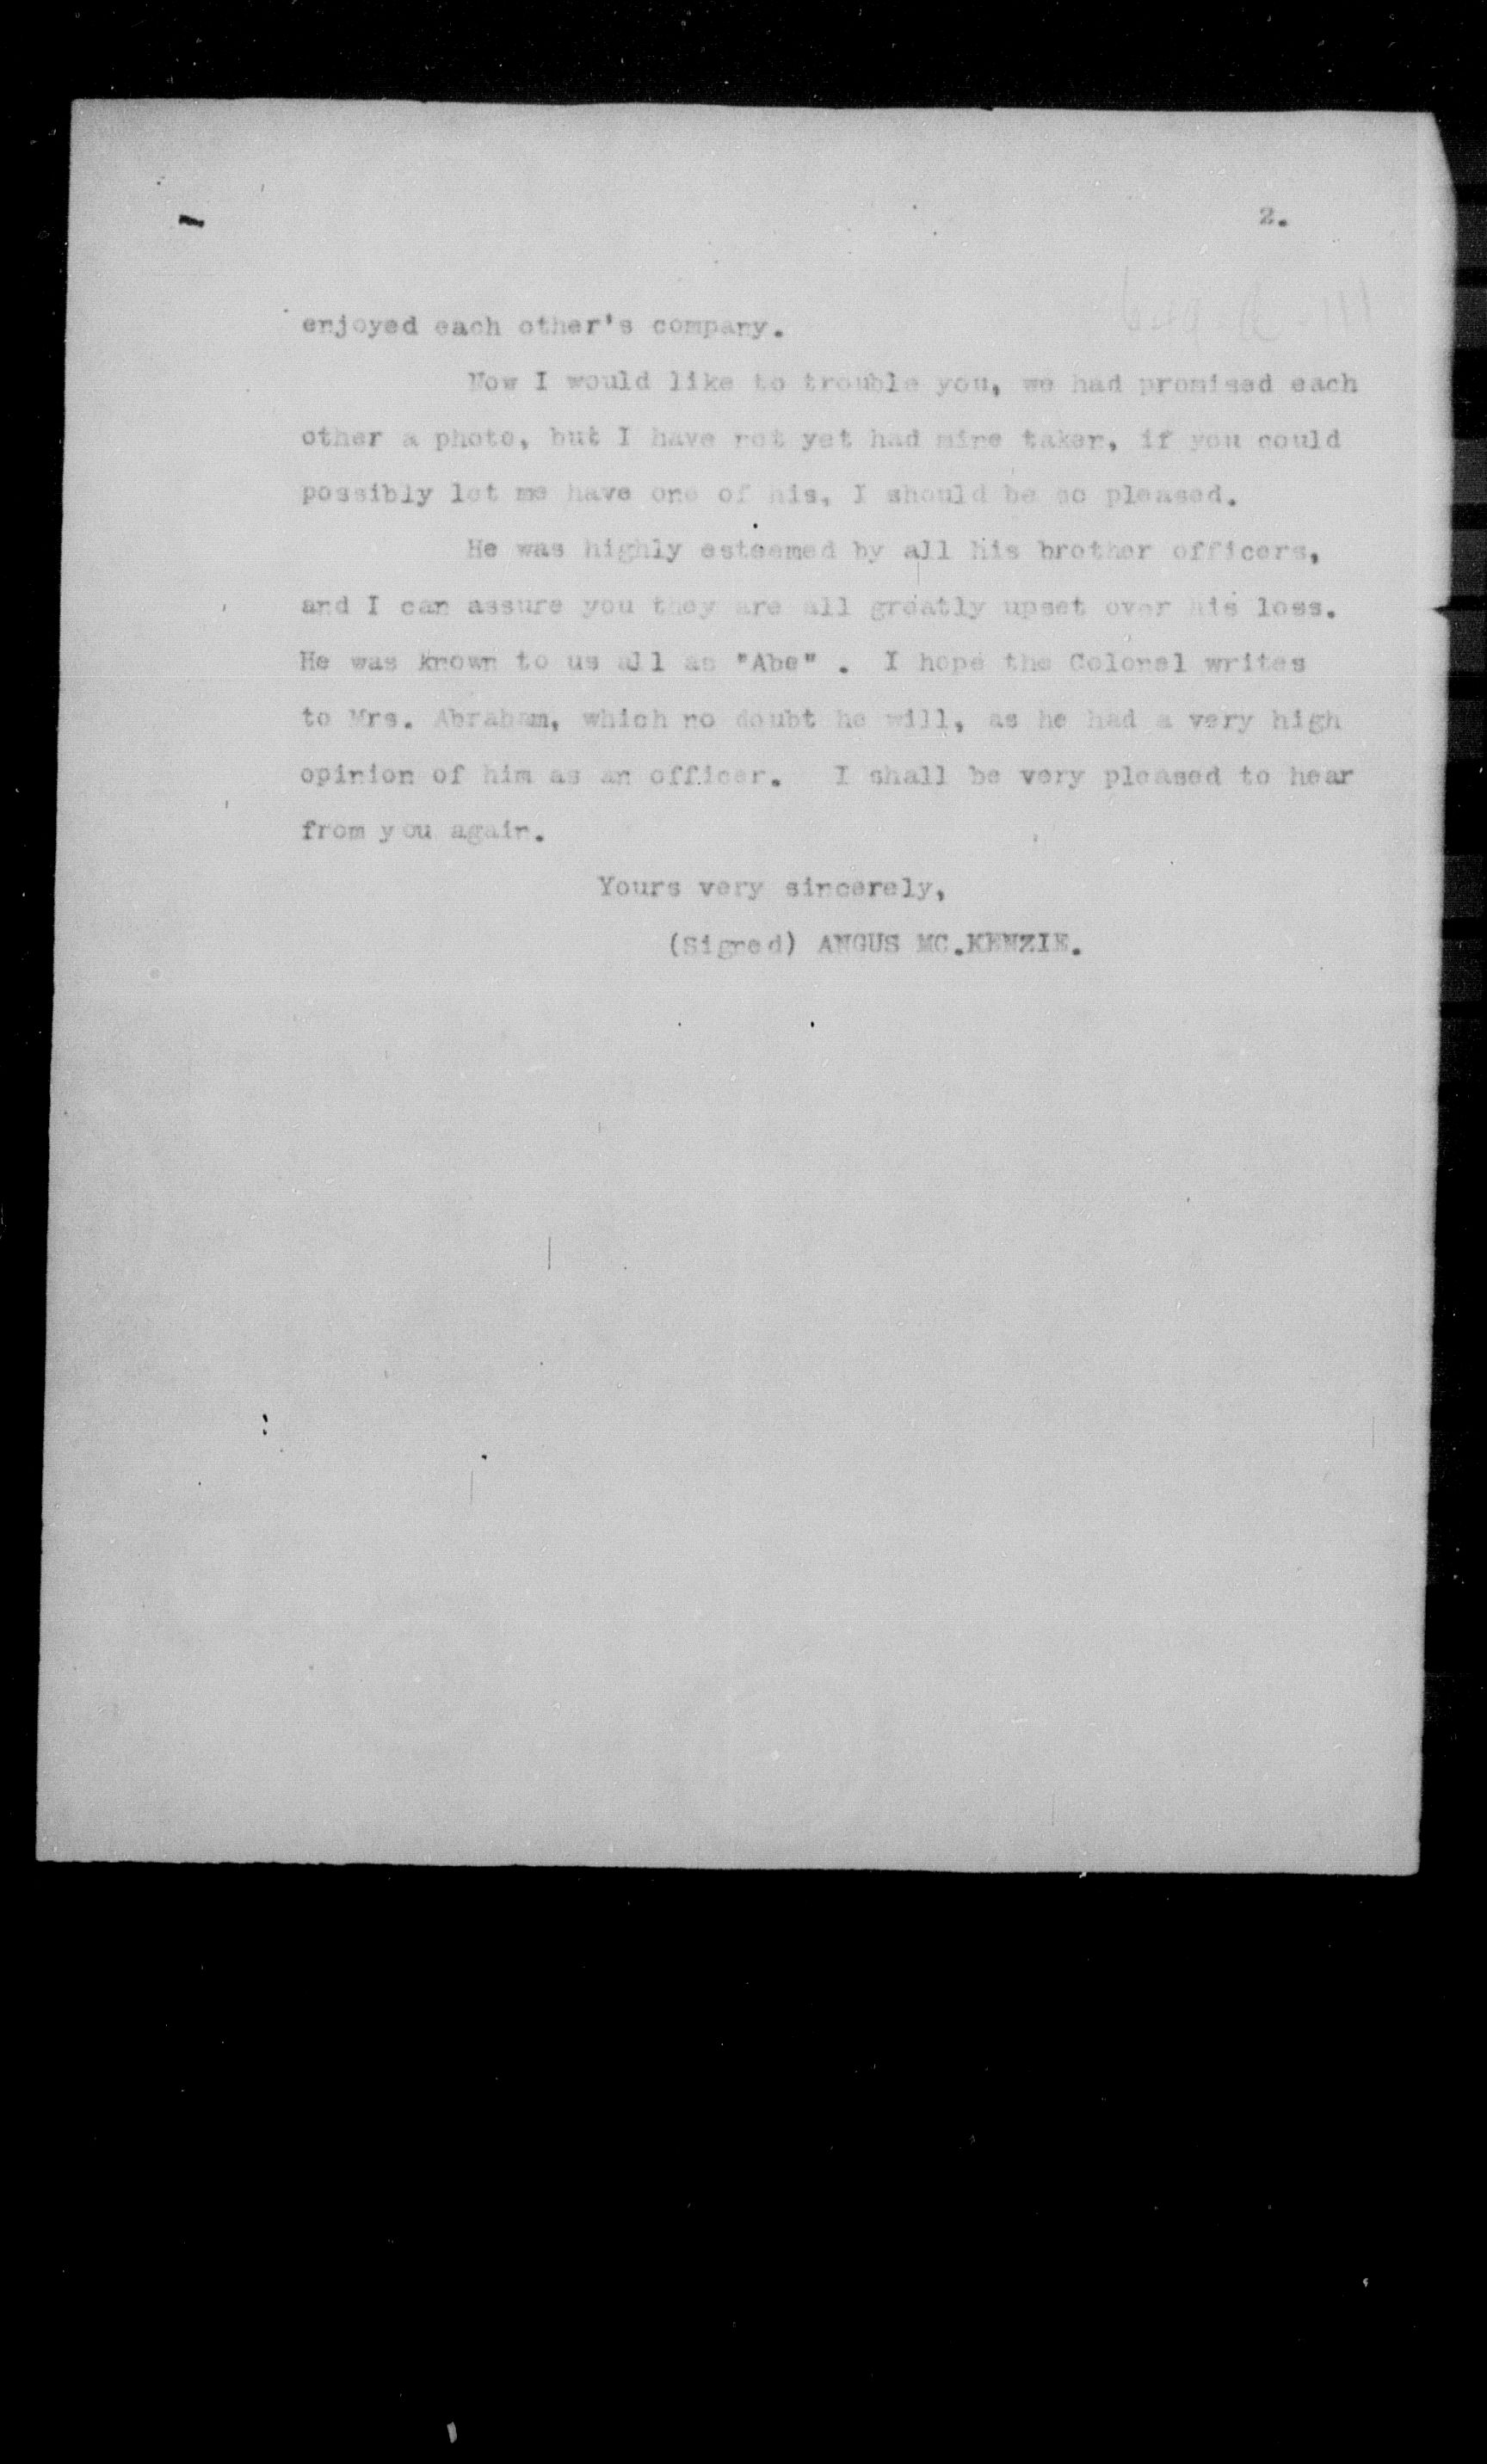 2.
enjoyed each other's company.
Now I would like to trouble you, we had promised each
other a photo, but I have not yet had mine taken, if you could
possibly let me have one of his, I should be so pleased.
He was highly esteemed by all his brother officers,
and I can assure you they are all greatly upset over his loss.
He was known to us all as "Abe" . I hope the Colonel writes
to Mrs. Abraham, which no doubt he will, as he had a very high
opinion of him as an officer. I shall be very pleased to hear
from you again.
Yours very sincerely,
(Signed) ANGUS MC.KENZIE.